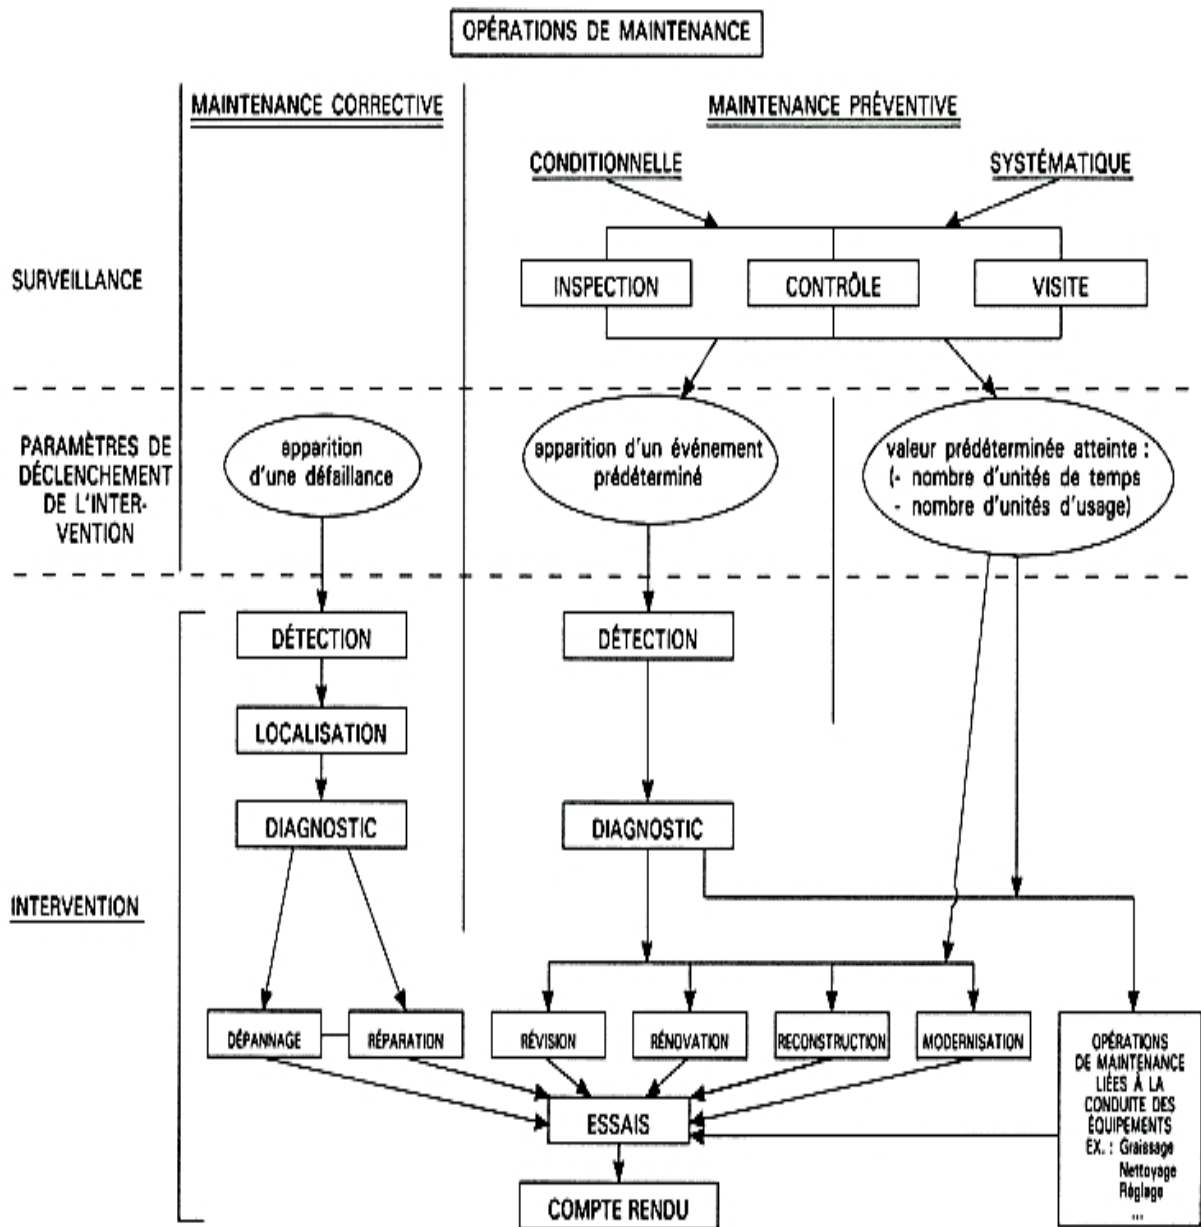 OPÉRATIONS DE MAINTENANCE
MAINTENANCE CORRECTIVE
MAINTENANCE PRÉVENTIVE
CONDITIONNELLE
SYSTÉMATIQUE
SURVEILLANCE
INSPECTION
CONTRÔLE
VISITE
PARAMÈTRES DE
DÉCLENCHEMENT
DE L'INTER-
VENTION
apparition
d'une défaillance
apparition d'un événement
prédéterminé
valeur prédéterminée atteinte :
(- nombre d'unités de temps
- nombre d'unités d'usage)
DÉTECTION
DÉTECTION
LOCALISATION
DIAGNOSTIC
DIAGNOSTIC
INTERVENTION
DÉPANNAGE
RÉPARATION
RÉVISION
RÉNOVATION
RECONSTRUCTION
MODERNISATION
OPÉRATIONS
DE MAINTENANCE
LIÉES À LA
CONDUITE DES
ÉQUIPEMENTS
EX. : Graissage
Nettoyage
Réglage
...
ESSAIS
COMPTE RENDU